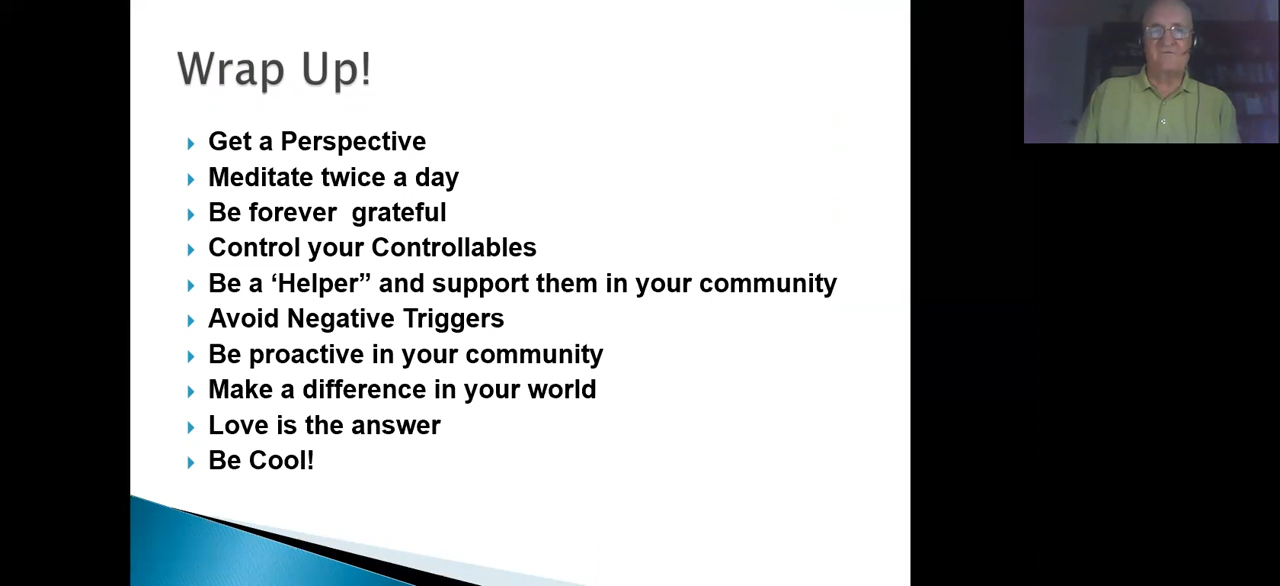 Wrap Up!
Get a Perspective
Meditate twice a day
Be forever  grateful
Control your Controllables
Be a ‘Helper” and support them in your community
Avoid Negative Triggers
Be proactive in your community
Make a difference in your world
Love is the answer
Be Cool!